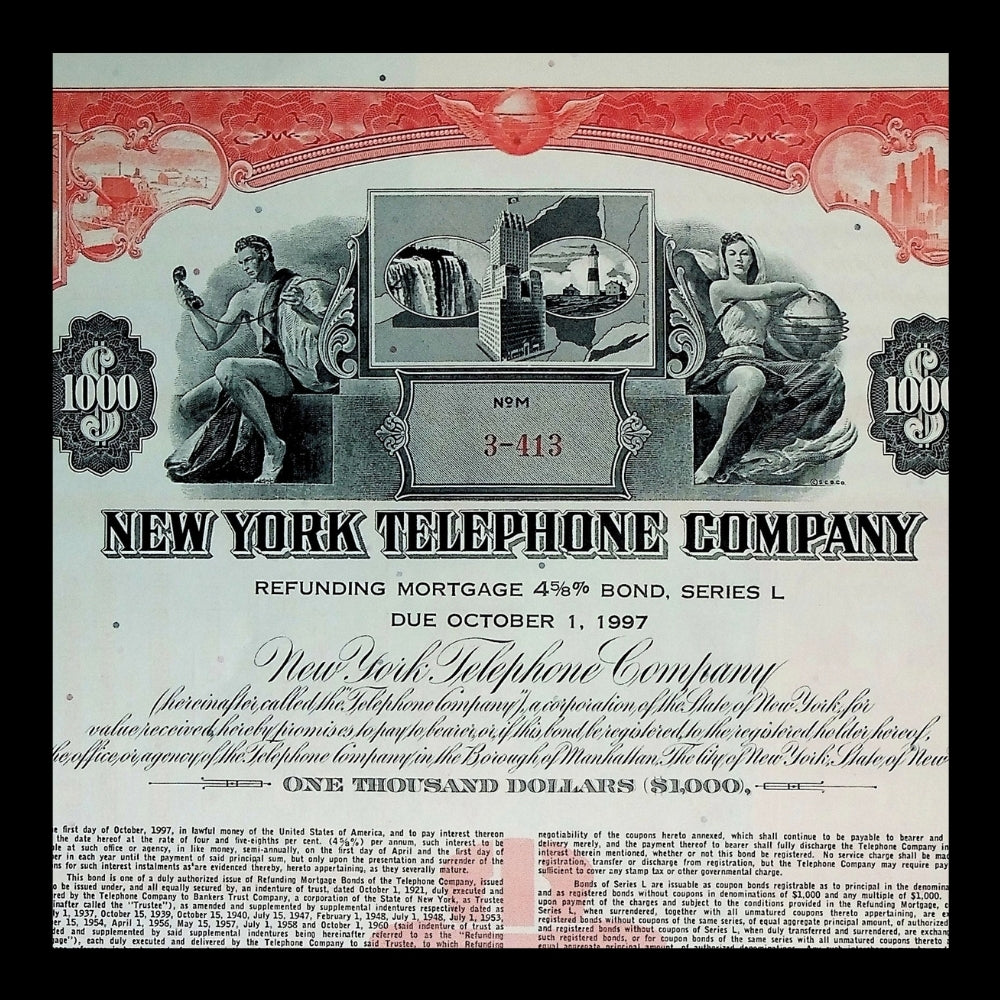 1000
1000
NºM
3-413
©S.C.B.Co.
NEW YORK TELEPHONE COMPANY
REFUNDING MORTGAGE 4⅝% BOND, SERIES L
DUE OCTOBER 1, 1997
New York Telephone Company
(hereinafter called the "Telephone Company"), a corporation of the State of New York, for
value received, hereby promises to pay to bearer, or, if this bond be registered, to the registered holder hereof,
office or agency of the Telephone Company in the Borough of Manhattan, The City of New York, State of New
ONE THOUSAND DOLLARS ($1,000),
first day of October, 1997, in lawful money of the United States of America, and to pay interest thereon
the date hereof at the rate of four and five-eighths per cent. (4⅝%) per annum, such interest to be
le at such office or agency, in like money, semi-annually, on the first day of April and the first day of
er in each year until the payment of said principal sum, but only upon the presentation and surrender of the
ns for such interest instalments as are evidenced thereby, hereto appertaining, as they severally mature.
This bond is one of a duly authorized issue of Refunding Mortgage Bonds of the Telephone Company, issued
o be issued under, and all equally secured by, an indenture of trust, dated October 1, 1921, duly executed and
red by the Telephone Company to Bankers Trust Company, a corporation of the State of New York, as Trustee
inafter called the "Trustee"), as amended and supplemented by supplemental indentures respectively dated as
y 1, 1937, October 15, 1939, October 15, 1940, July 15, 1947, February 1, 1948, July 1, 1948, July 1, 1953,
er 15, 1954, April 1, 1956, May 15, 1957, July 1, 1958 and October 1, 1960 (said indenture of trust as
ded and supplemented by said supplemental indentures being hereinafter referred to as the "Refunding
age"), each duly executed and delivered by the Telephone Company to said Trustee, to which Refunding
negotiability of the coupons hereto annexed, which shall continue to be payable to bearer and
delivery merely, and the payment thereof to bearer shall fully discharge the Telephone Company in
interest therein mentioned, whether or not this bond be registered. No service charge shall be mad
registration, transfer or discharge from registration, but the Telephone Company may require pay
sufficient to cover any stamp tax or other governmental charge.
Bonds of Series L are issuable as coupon bonds registrable as to principal in the denomina
and as registered bonds without coupons in denominations of $1,000 and any multiple of $1,000.
upon payment of the charges and subject to the conditions provided in the Refunding Mortgage, c
Series L, when surrendered, together with all unmatured coupons thereto appertaining, are ex
registered bonds without coupons of the same series, of equal aggregate principal amount, of authorized
and registered bonds without coupons of Series L, when duly transferred and surrendered, are exchan
such registered bonds, or for coupon bonds of the same series with all unmatured coupons thereto
equal aggregate principal amount, of authorized denominations.